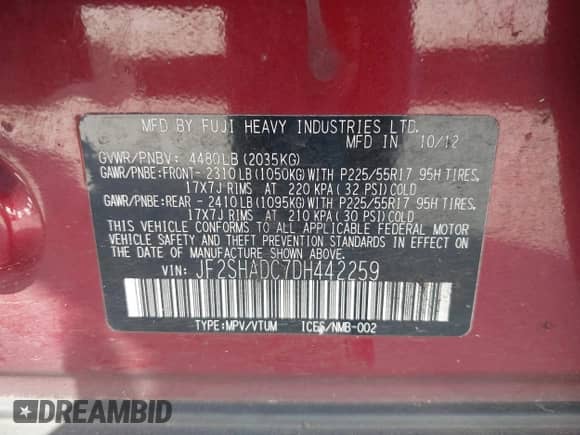 MFD BY FUJI HEAVY INDUSTRIES LTD.
MFD IN 10/12
GVWR/PNBV: 4480LB(2035KG)
GAWR/PNBE:FRONT-2310LB(1050KG)WITH P225/55R17 95H TIRES,
17X7J RIMS AT 220 KPA(32 PSI)COLD
GAWR/PNBE:REAR -2410LB(1095KG)WITH P225/55R17 95H TIRES,
17X7J RIMS AT 210 KPA(30 PSI)COLD
THIS VEHICLE CONFORMS TO ALL APPLICABLE FEDERAL MOTOR
VEHICLE SAFETY AND THEFT PREVENTION STANDARDS IN EFFECT ON
THE DATE OF MANUFACTURE SHOWN ABOVE.
VIN: JF2SHADC7DH442259
TYPE:MPV/VTUM ICES/NMB-002
DREAMBID